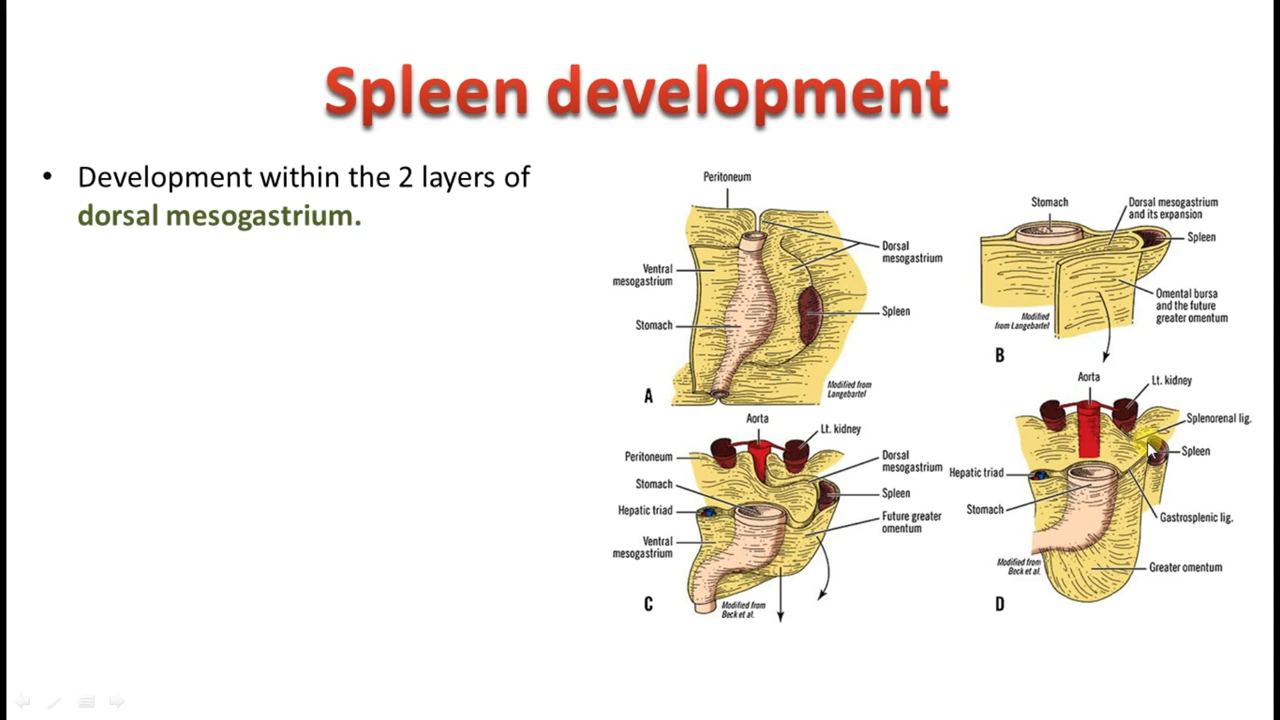 Spleen development
• Development within the 2 layers of
dorsal mesogastrium.
Peritoneum
Ventral
mesogastrium
Stomach
Dorsal
mesogastrium
Spleen
Modified from
Langebartel
A
Stomach
Dorsal mesogastrium
and its expansion
Spleen
Omental bursa
and the future
greater omentum
Modified
from Langebartel
B
Aorta
Lt. kidney
Peritoneum
Stomach
Hepatic triad
Ventral
mesogastrium
Dorsal
mesogastrium
Spleen
Future greater
omentum
Modified from
Beck et al.
C
Aorta
Lt. kidney
Splenorenal lig.
Spleen
Hepatic triad
Stomach
Gastrosplenic lig.
Modified from
Beck et al.
Greater omentum
D